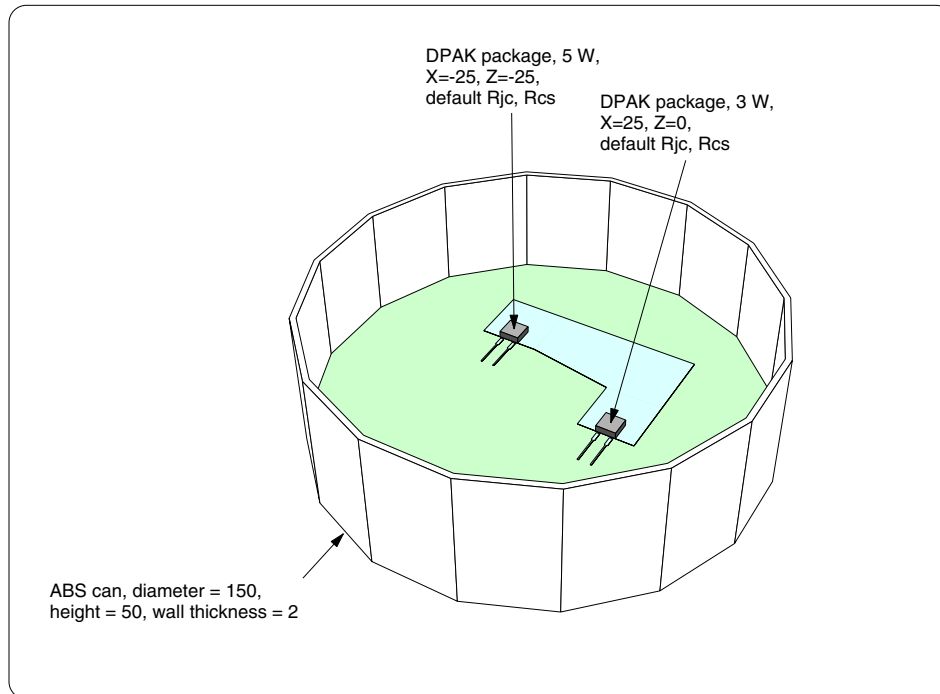 DPAK package, 5 W,
X=-25, Z=-25,
default Rjc, Rcs
DPAK package, 3 W,
X=25, Z=0,
default Rjc, Rcs
ABS can, diameter = 150,
height = 50, wall thickness = 2